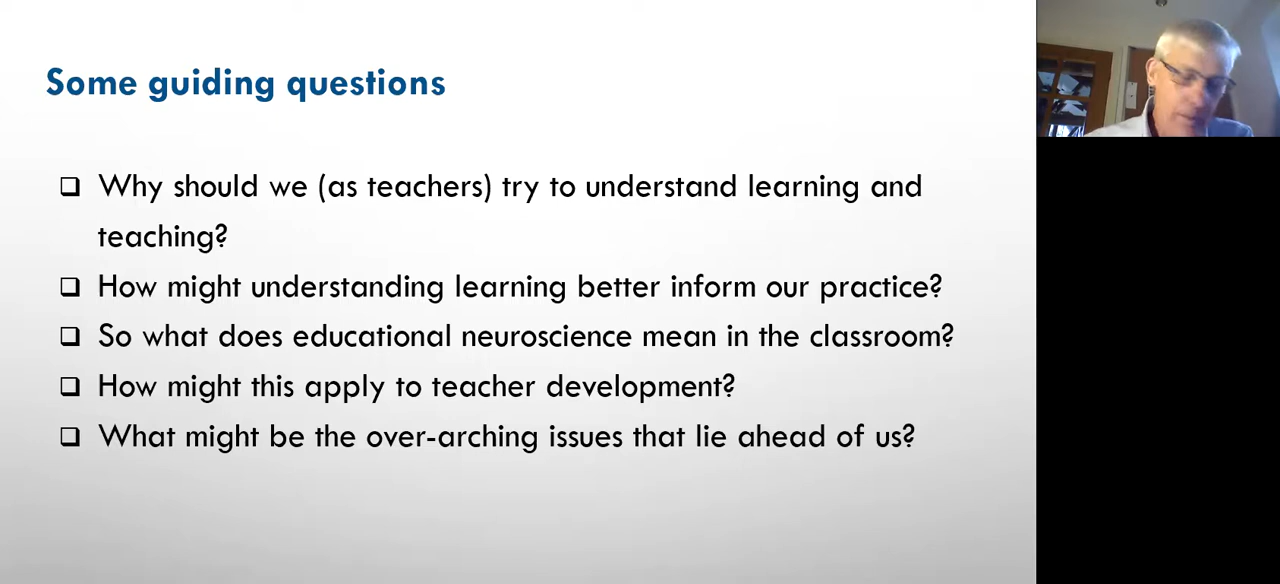 Some guiding questions
❑ Why should we (as teachers) try to understand learning and
teaching?
❑ How might understanding learning better inform our practice?
❑ So what does educational neuroscience mean in the classroom?
❑ How might this apply to teacher development?
❑ What might be the over-arching issues that lie ahead of us?